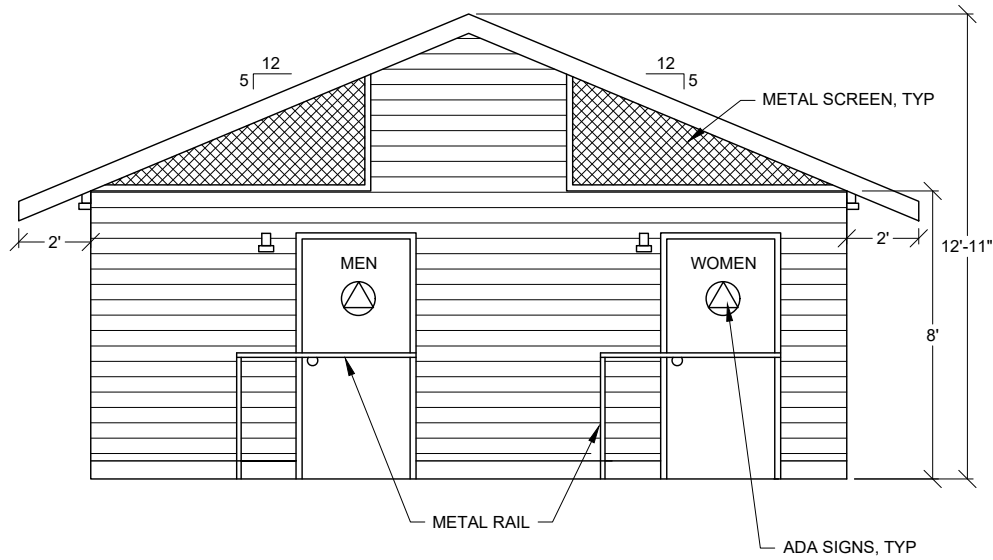 12
5
12
5
METAL SCREEN, TYP
2'
2'
12'-11"
MEN
WOMEN
8'
METAL RAIL
ADA SIGNS, TYP